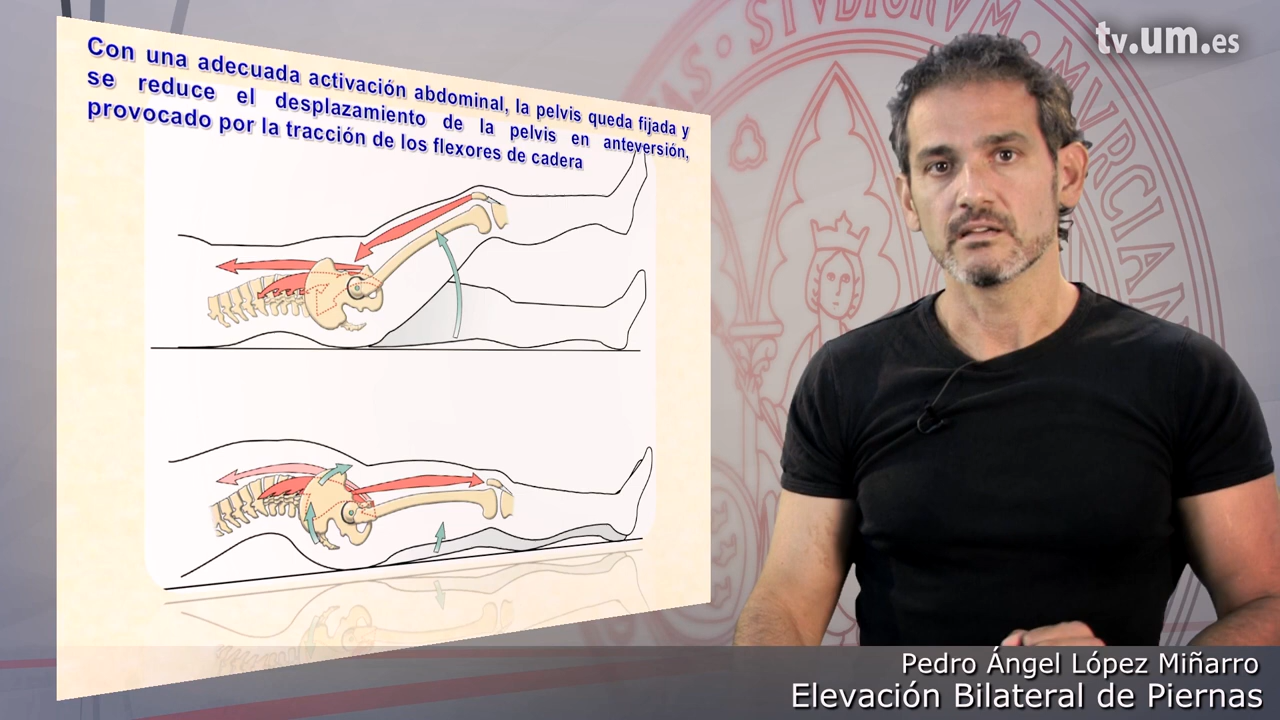 Con una adecuada activación abdominal, la pelvis queda fijada y
se reduce el desplazamiento de la pelvis en anteversión,
provocado por la tracción de los flexores de cadera
STVDIORVM
MVRCIAN
tv.um.es
Pedro Ángel López Miñarro
Elevación Bilateral de Piernas